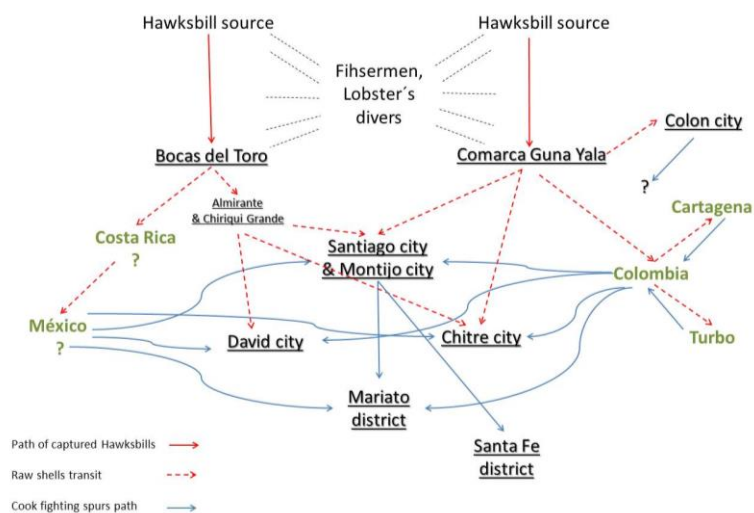 Hawksbill source
Hawksbill source
Fihsermen,
Lobster´s
divers
Colon city
Bocas del Toro
Comarca Guna Yala
?
Almirante
& Chiriqui Grande
Cartagena
Costa Rica
?
Santiago city
& Montijo city
Colombia
México
?
David city
Chitre city
Turbo
Mariato
district
Santa Fe
district
Path of captured Hawksbills
Raw shells transit
Cook fighting spurs path